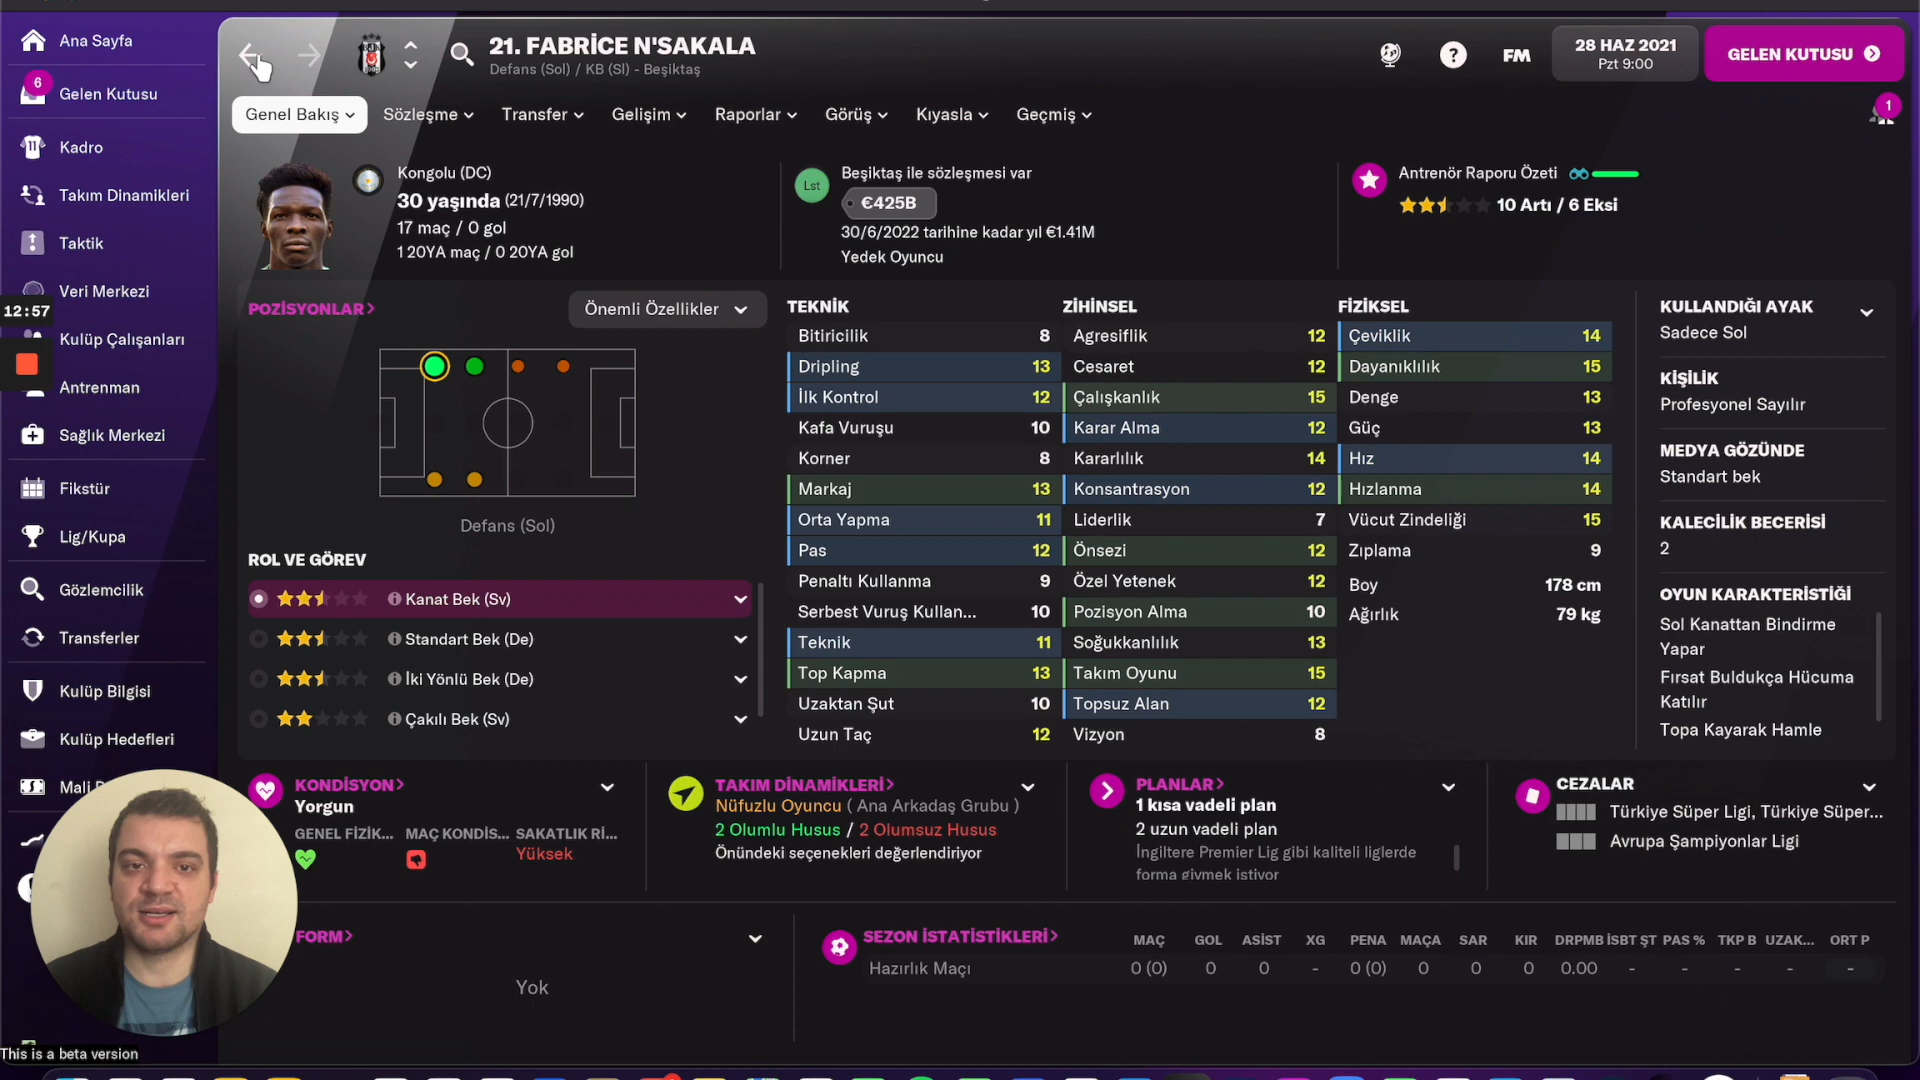 Ana Sayfa
6
Gelen Kutusu
Kadro
Takım Dinamikleri
Taktik
Veri Merkezi
12:57
Kulüp Çalışanları
Antrenman
Sağlık Merkezi
Fikstür
Lig/Kupa
Gözlemcilik
Transferler
Kulüp Bilgisi
Kulüp Hedefleri
Mali
This is a beta version
21. FABRİCE N'SAKALA
Defans (Sol) / KB (Sl) - Beşiktaş
?
FM
28 HAZ 2021
Pzt 9:00
GELEN KUTUSU
Genel Bakış
Sözleşme
Transfer
Gelişim
Raporlar
Görüş
Kıyasla
Geçmiş
1
Kongolu (DC)
30 yaşında (21/7/1990)
17 maç / 0 gol
1 20YA maç / 0 20YA gol
Lst
Beşiktaş ile sözleşmesi var
€425B
30/6/2022 tarihine kadar yıl €1.41M
Yedek Oyuncu
Antrenör Raporu Özeti
10 Artı / 6 Eksi
POZİSYONLAR>
Önemli Özellikler
Defans (Sol)
ROL VE GÖREV
Kanat Bek (Sv)
Standart Bek (De)
İki Yönlü Bek (De)
Çakılı Bek (Sv)
TEKNİK
Bitiricilik 8
Dripling 13
İlk Kontrol 12
Kafa Vuruşu 10
Korner 8
Markaj 13
Orta Yapma 11
Pas 12
Penaltı Kullanma 9
Serbest Vuruş Kullan... 10
Teknik 11
Top Kapma 13
Uzaktan Şut 10
Uzun Taç 12
ZİHİNSEL
Agresiflik 12
Cesaret 12
Çalışkanlık 15
Karar Alma 12
Kararlılık 14
Konsantrasyon 12
Liderlik 7
Önsezi 12
Özel Yetenek 12
Pozisyon Alma 10
Soğukkanlılık 13
Takım Oyunu 15
Topsuz Alan 12
Vizyon 8
FİZİKSEL
Çeviklik 14
Dayanıklılık 15
Denge 13
Güç 13
Hız 14
Hızlanma 14
Vücut Zindeliği 15
Zıplama 9
Boy 178 cm
Ağırlık 79 kg
KULLANDIĞI AYAK
Sadece Sol
KİŞİLİK
Profesyonel Sayılır
MEDYA GÖZÜNDE
Standart bek
KALECİLİK BECERİSİ
2
OYUN KARAKTERİSTİĞİ
Sol Kanattan Bindirme
Yapar
Fırsat Buldukça Hücuma
Katılır
Topa Kayarak Hamle
KONDİSYON>
Yorgun
GENEL FİZİK... MAÇ KONDİS... SAKATLIK Rİ...
Yüksek
TAKIM DİNAMİKLERİ>
Nüfuzlu Oyuncu ( Ana Arkadaş Grubu )
2 Olumlu Husus / 2 Olumsuz Husus
Önündeki seçenekleri değerlendiriyor
PLANLAR>
1 kısa vadeli plan
2 uzun vadeli plan
İngiltere Premier Lig gibi kaliteli liglerde
forma giymek istiyor
CEZALAR
Türkiye Süper Ligi, Türkiye Süper...
Avrupa Şampiyonlar Ligi
FORM>
Yok
SEZON İSTATİSTİKLERİ> MAÇ GOL ASİST XG PENA MAÇA SAR KIR DRPMB İSBT ŞT PAS % TKP B UZAK... ORT P
Hazırlık Maçı 0 (0) 0 0 - 0 (0) 0 0 0 0.00 - - - - -